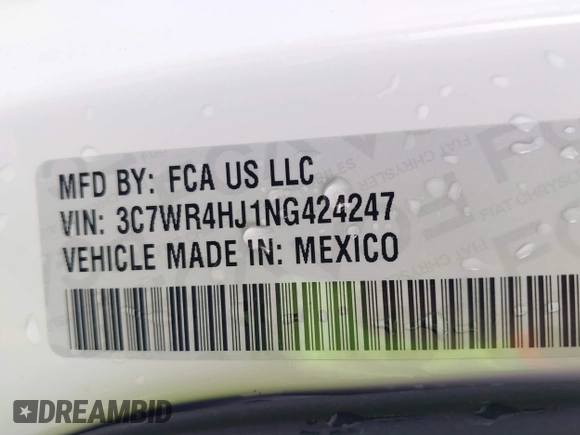 MFD BY: FCA US LLC
VIN: 3C7WR4HJ1NG424247
VEHICLE MADE IN: MEXICO
DREAMBID